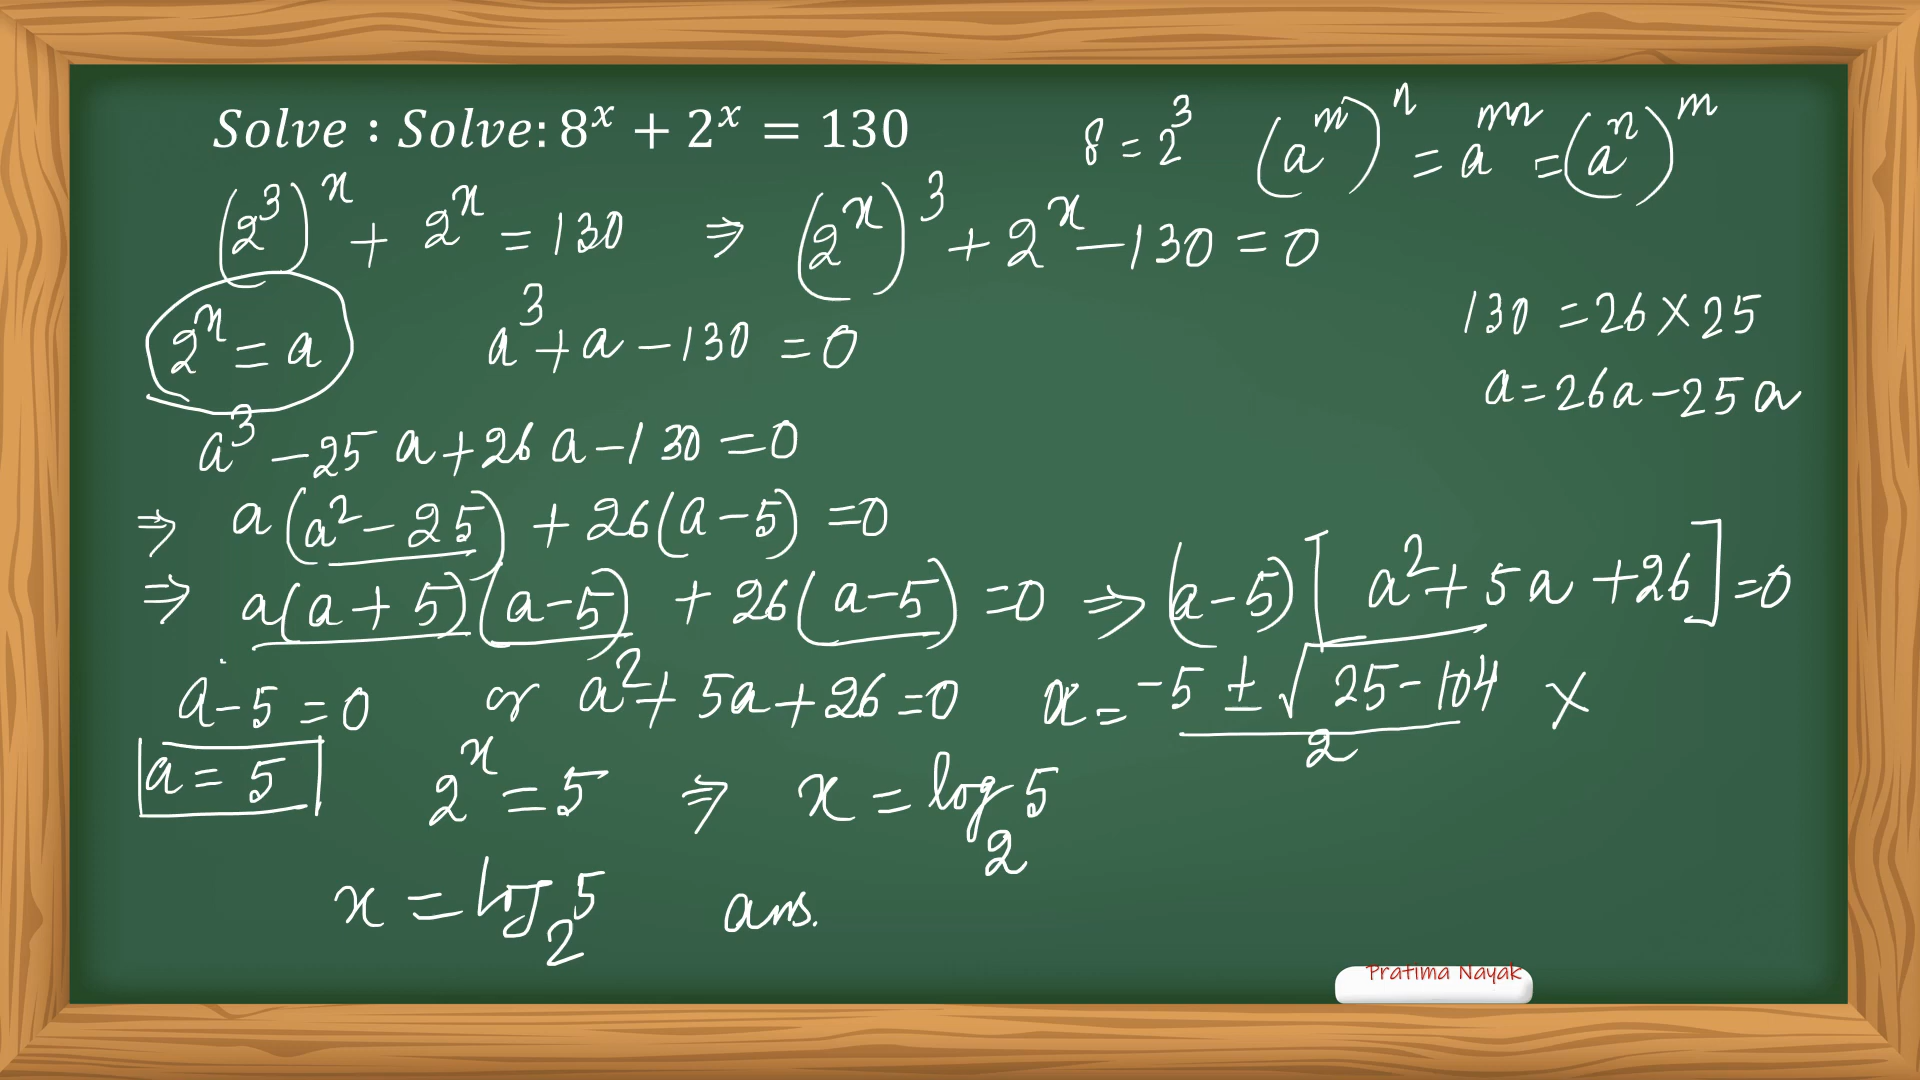 Solve : Solve: 8^x + 2^x = 130
8 = 2^3 (a^m)^n = a^mn = (a^n)^m
(2^3)^x + 2^x = 130 ⇒ (2^x)^3 + 2^x - 130 = 0
130 = 26 × 25
2^x = a a^3 + a - 130 = 0
a = 26a - 25a
a^3 - 25a + 26a - 130 = 0
⇒ a(a^2 - 25) + 26(a - 5) = 0
⇒ a(a + 5)(a - 5) + 26(a - 5) = 0 ⇒ (a - 5)[a^2 + 5a + 26] = 0
a - 5 = 0 or a^2 + 5a + 26 = 0 x = (-5 ± √(25 - 104))/2 ×
a = 5 2^x = 5 ⇒ x = log_2 5
x = log_2 5 ans.
Pratima Nayak